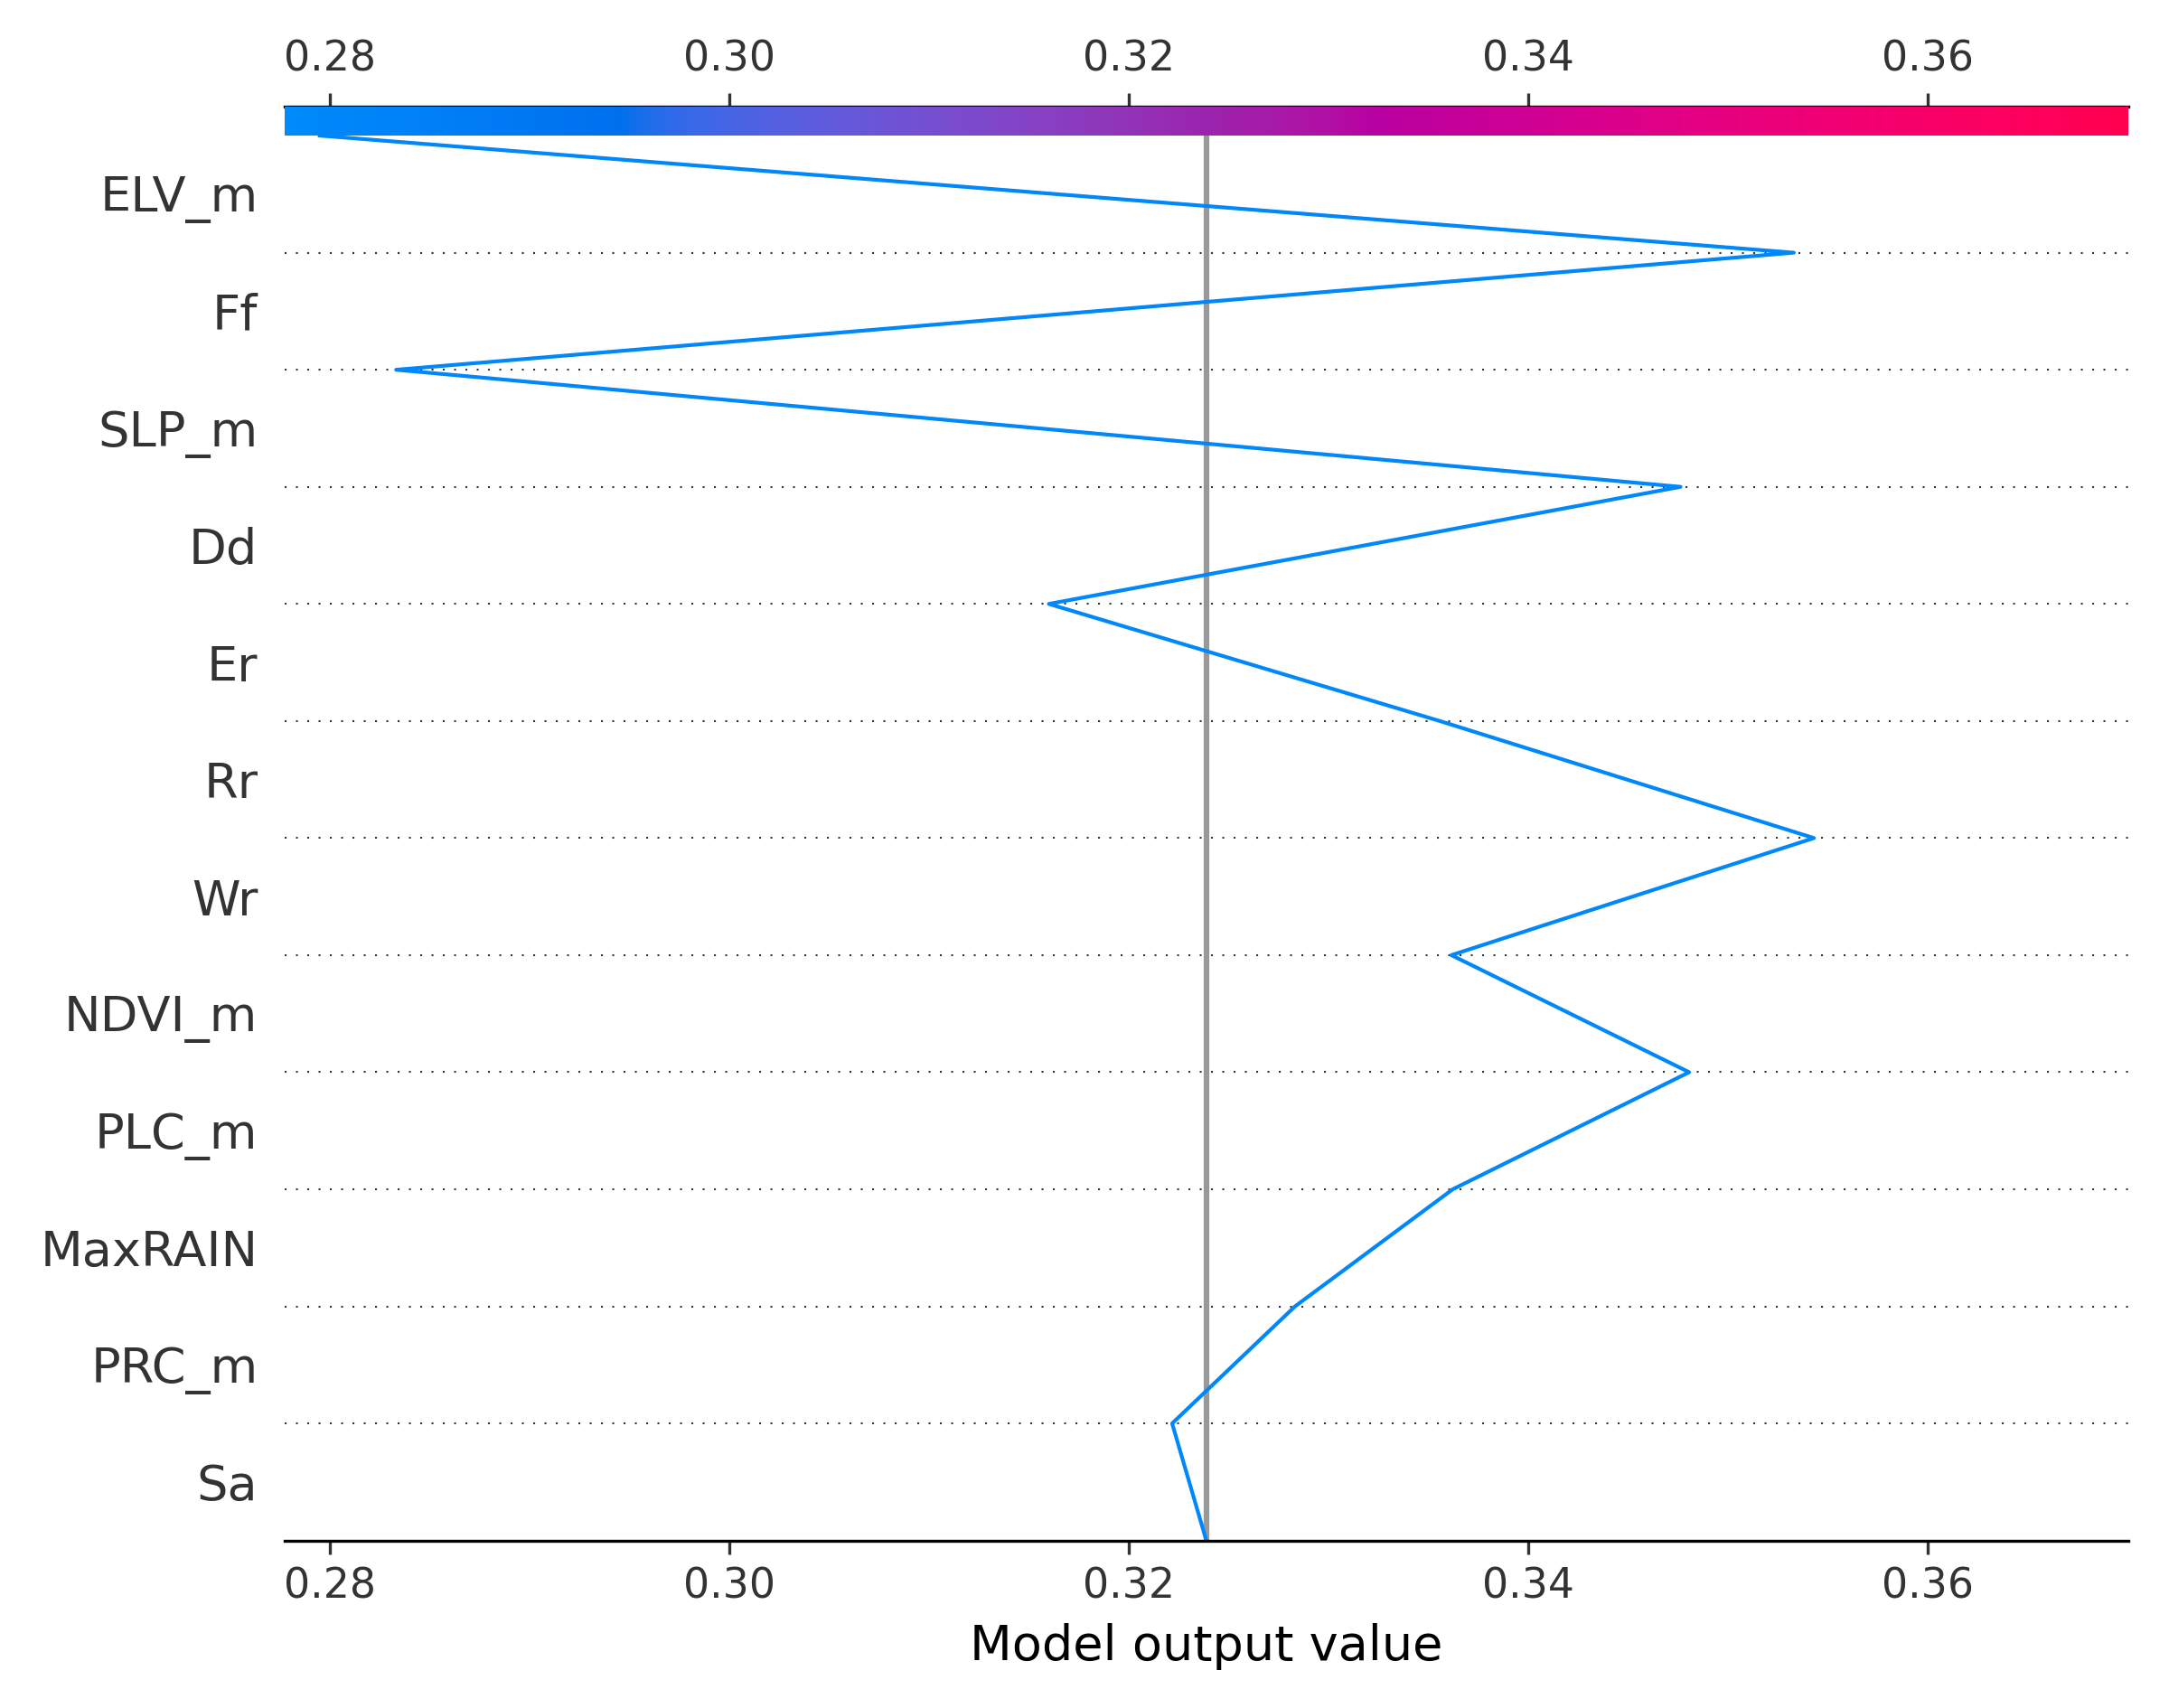 0.28 0.30 0.32 0.34 0.36
ELV_m
Ff
SLP_m
Dd
Er
Rr
Wr
NDVI_m
PLC_m
MaxRAIN
PRC_m
Sa
0.28 0.30 0.32 0.34 0.36
Model output value